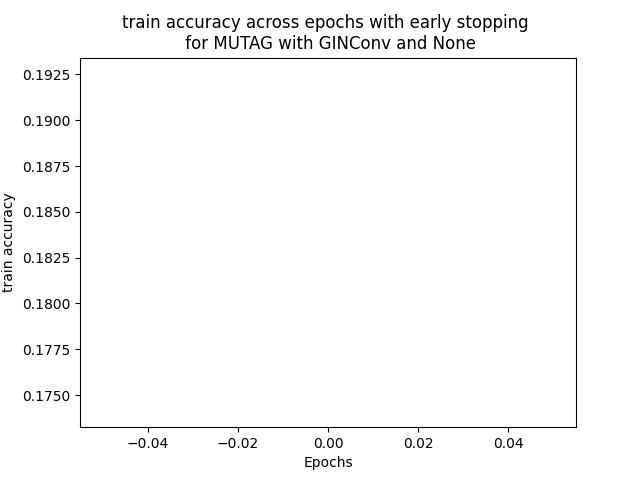 train accuracy across epochs with early stopping
for MUTAG with GINConv and None
0.1925
0.1900
0.1875
0.1850
0.1825
0.1800
0.1775
0.1750
train accuracy
−0.04 −0.02 0.00 0.02 0.04
Epochs